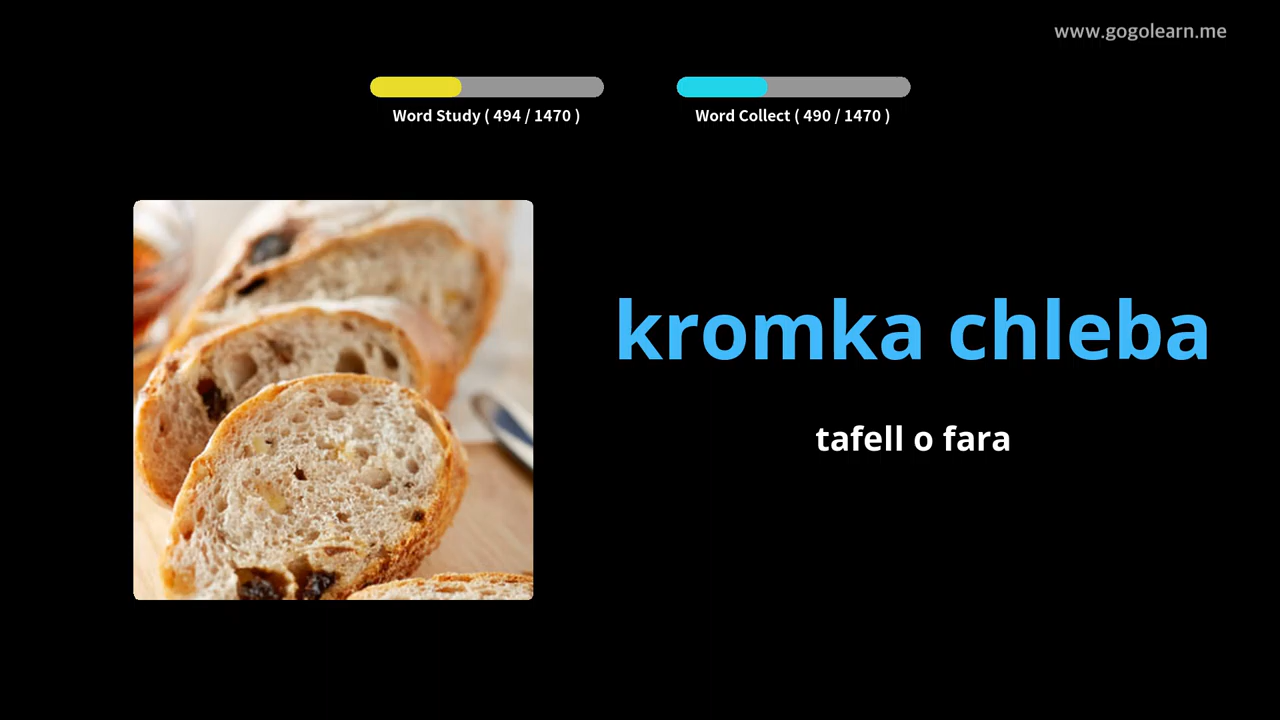 www.gogolearn.me
Word Study ( 494 / 1470 )
Word Collect ( 490 / 1470 )
kromka chleba
tafell o fara